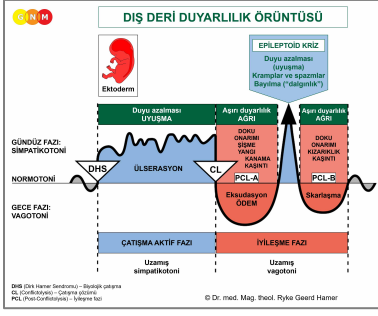 GNM
DIŞ DERİ DUYARLILIK ÖRÜNTÜSÜ
Ektoderm
EPİLEPTOİD KRİZ
Duyu azalması
(uyuşma)
Kramplar ve spazmlar
Bayılma ("dalgınlık")
Duyu azalması
UYUŞMA
Aşırı duyarlılık
AĞRI
Aşırı duyarlılık
AĞRI
GÜNDÜZ FAZI:
SİMPATİKOTONİ
DOKU
ONARIMI
ŞİŞME
YANGI
KANAMA
KAŞINTI
DOKU
ONARIMI
KIZARIKLIK
KAŞINTI
DHS
ÜLSERASYON
CL
PCL-A
PCL-B
NORMOTONİ
GECE FAZI:
VAGOTONİ
Eksudasyon
ÖDEM
Skarlaşma
ÇATIŞMA AKTİF FAZI
İYİLEŞME FAZI
Uzamış
simpatikotoni
Uzamış
vagotoni
DHS (Dirk Hamer Sendromu) – Biyolojik çatışma
CL (Conflictolysis) – Çatışma çözümü
PCL (Post-Conflictolysis) – İyileşme fazı
© Dr. med. Mag. theol. Ryke Geerd Hamer